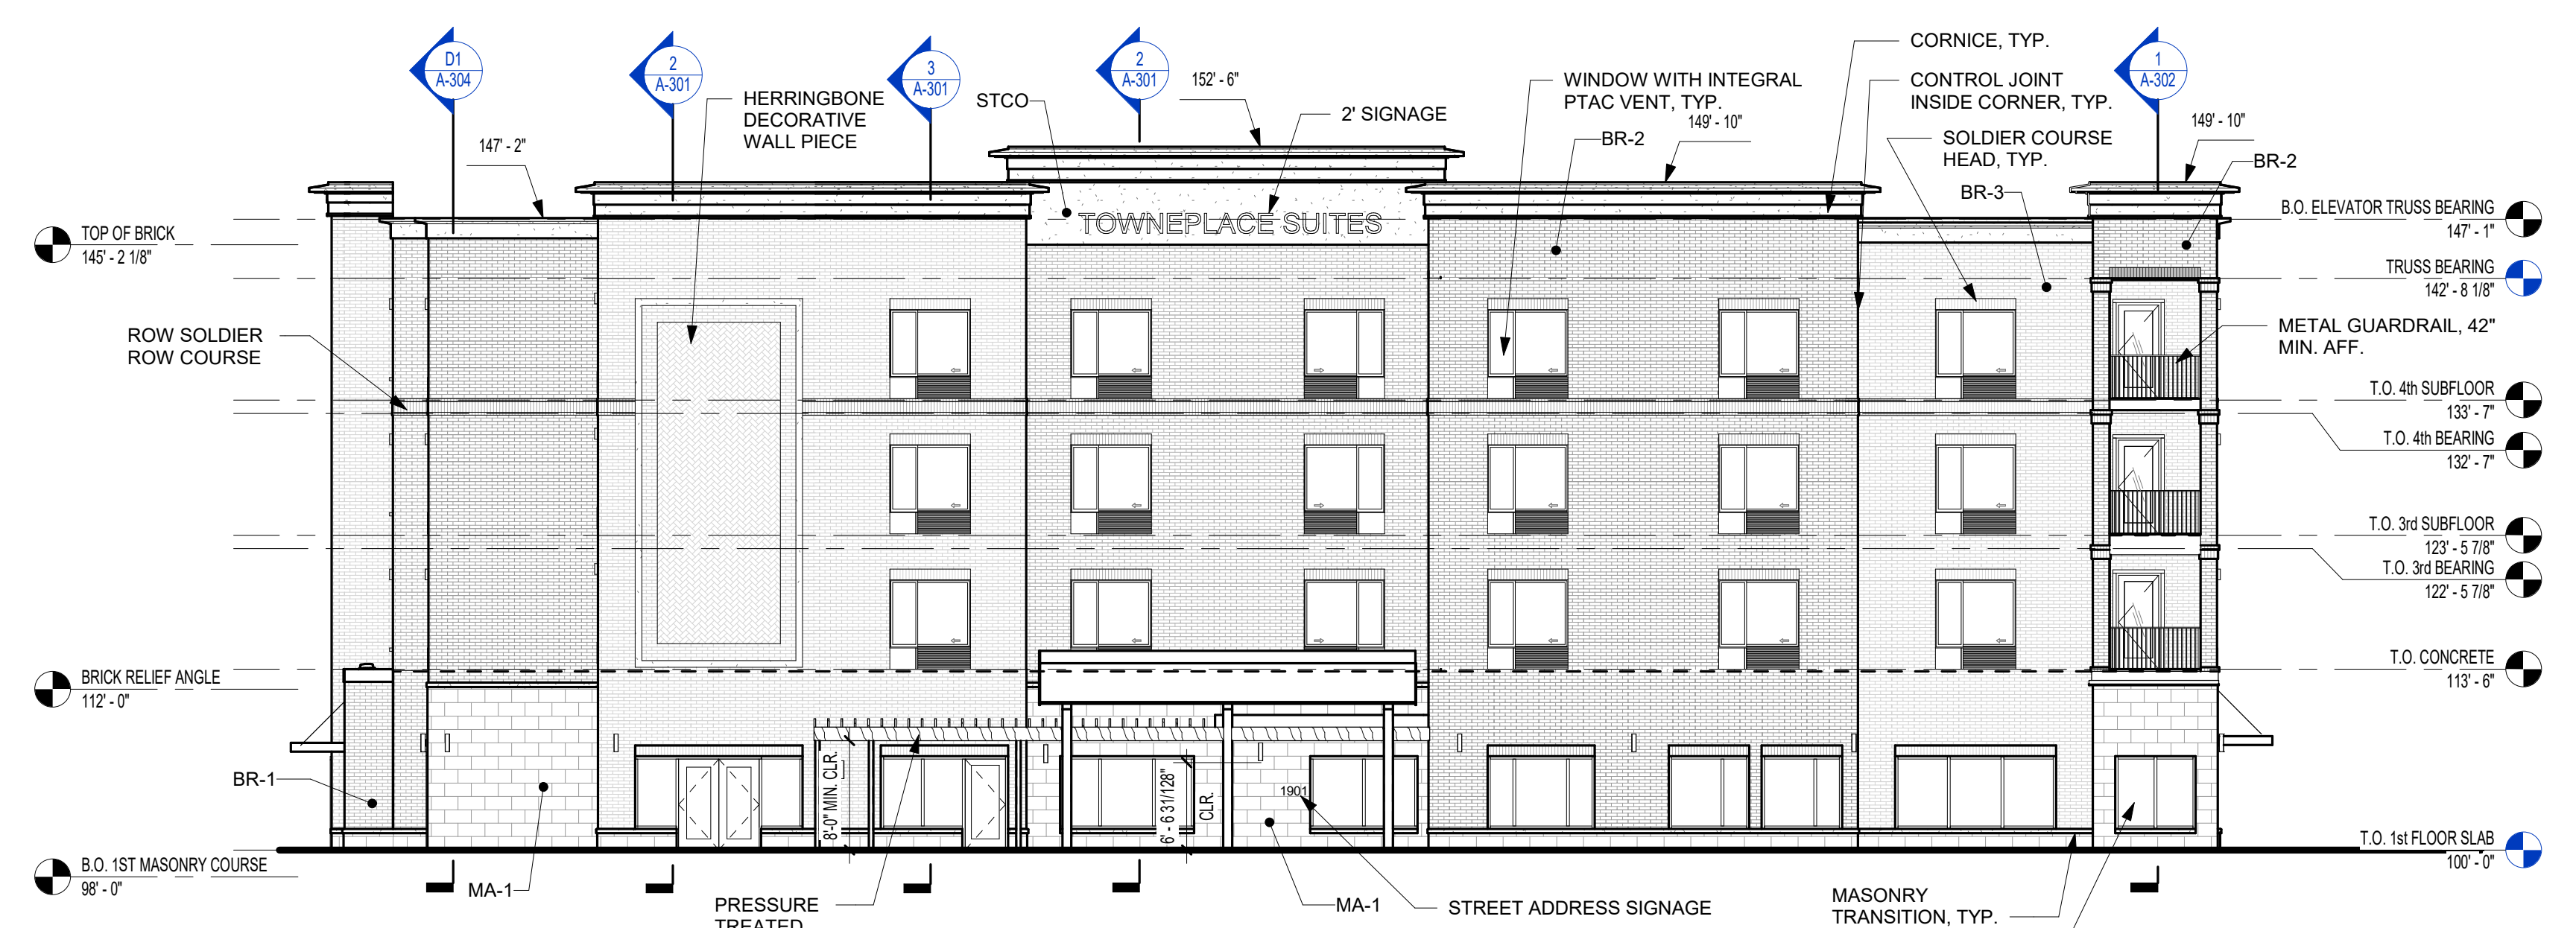 D1
A-304
2
A-301
3
A-301
2
A-301
1
A-302
HERRINGBONE
DECORATIVE
WALL PIECE
STCO
152' - 6"
2' SIGNAGE
WINDOW WITH INTEGRAL
PTAC VENT, TYP.
BR-2
149' - 10"
CORNICE, TYP.
CONTROL JOINT
INSIDE CORNER, TYP.
SOLDIER COURSE
HEAD, TYP.
BR-3
149' - 10"
BR-2
147' - 2"
TOWNEPLACE SUITES
TOP OF BRICK
145' - 2 1/8"
ROW SOLDIER
ROW COURSE
BRICK RELIEF ANGLE
112' - 0"
BR-1
B.O. 1ST MASONRY COURSE
98' - 0"
B.O. ELEVATOR TRUSS BEARING
147' - 1"
TRUSS BEARING
142' - 8 1/8"
METAL GUARDRAIL, 42"
MIN. AFF.
T.O. 4th SUBFLOOR
133' - 7"
T.O. 4th BEARING
132' - 7"
T.O. 3rd SUBFLOOR
123' - 5 7/8"
T.O. 3rd BEARING
122' - 5 7/8"
T.O. CONCRETE
113' - 6"
T.O. 1st FLOOR SLAB
100' - 0"
8'-0" MIN. CLR.
6' - 6 31/128"
CLR.
1901
MA-1
PRESSURE
TREATED
MA-1
STREET ADDRESS SIGNAGE
MASONRY
TRANSITION, TYP.